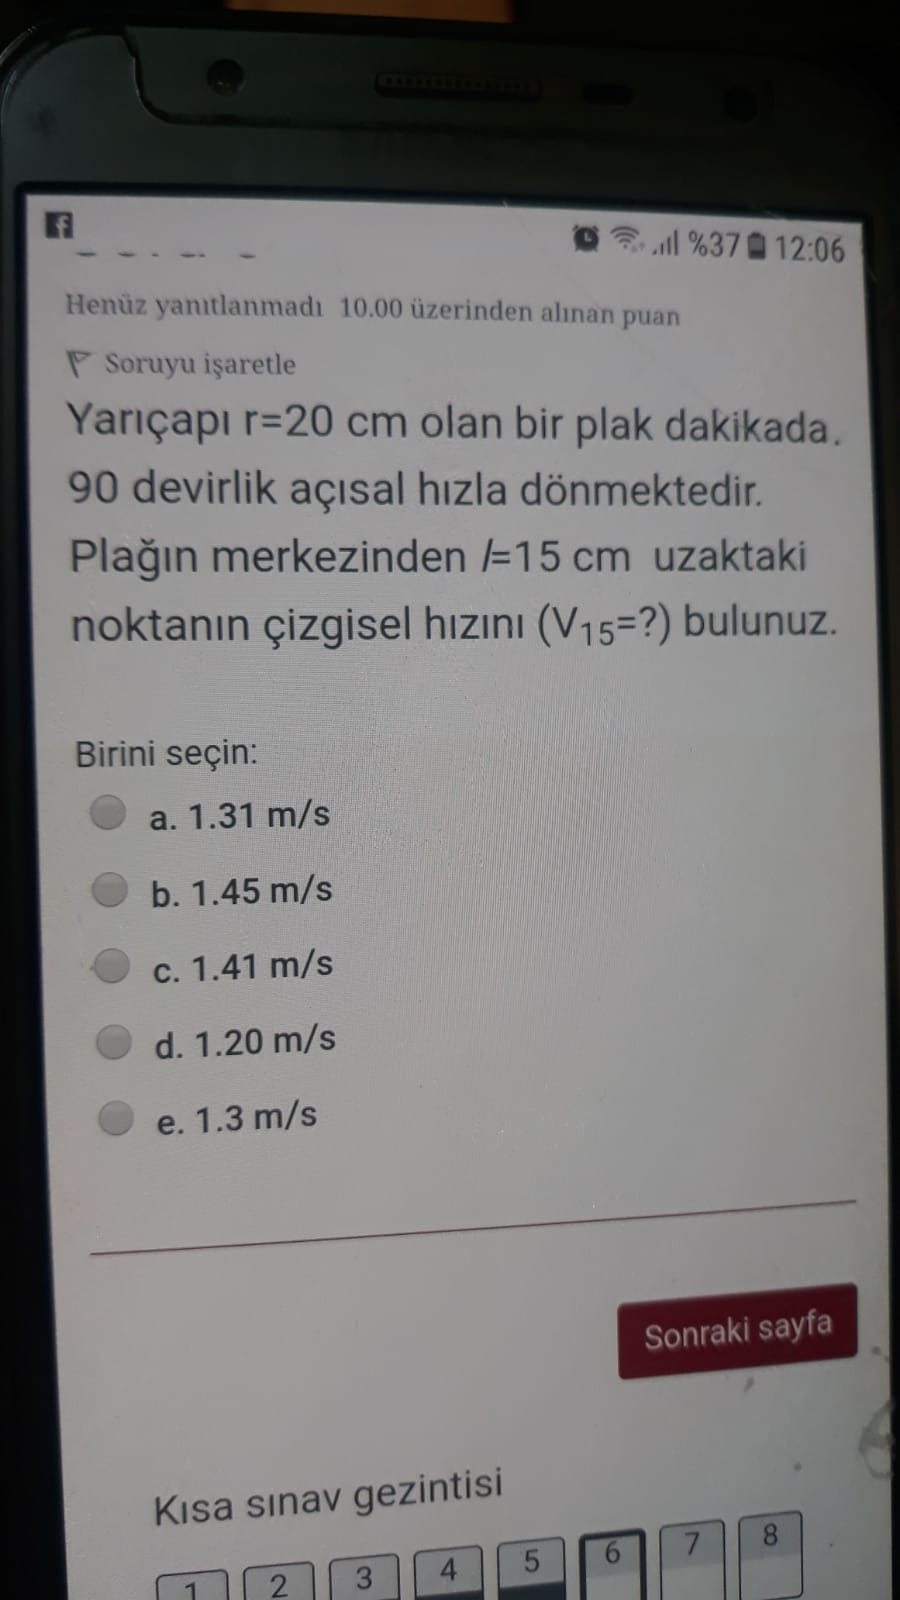 %37 12:06
Henüz yanıtlanmadı 10.00 üzerinden alınan puan
Soruyu işaretle
Yarıçapı r=20 cm olan bir plak dakikada.
90 devirlik açısal hızla dönmektedir.
Plağın merkezinden l=15 cm uzaktaki
noktanın çizgisel hızını (V15=?) bulunuz.
Birini seçin:
a. 1.31 m/s
b. 1.45 m/s
c. 1.41 m/s
d. 1.20 m/s
e. 1.3 m/s
Sonraki sayfa
Kısa sınav gezintisi
1 2 3 4 5 6 7 8